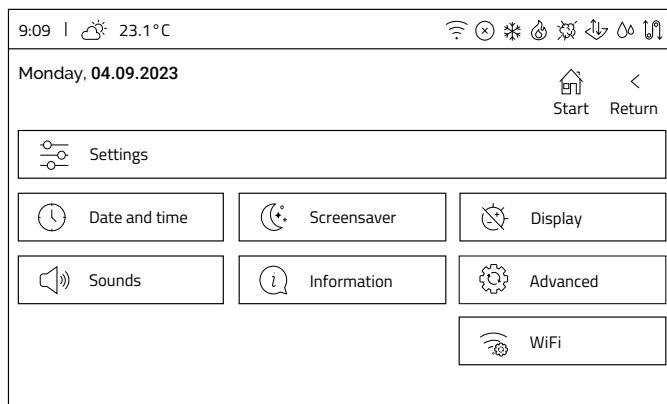 9:09 | 23.1°C
Monday, 04.09.2023
Start Return
Settings
Date and time Screensaver Display
Sounds Information Advanced
WiFi